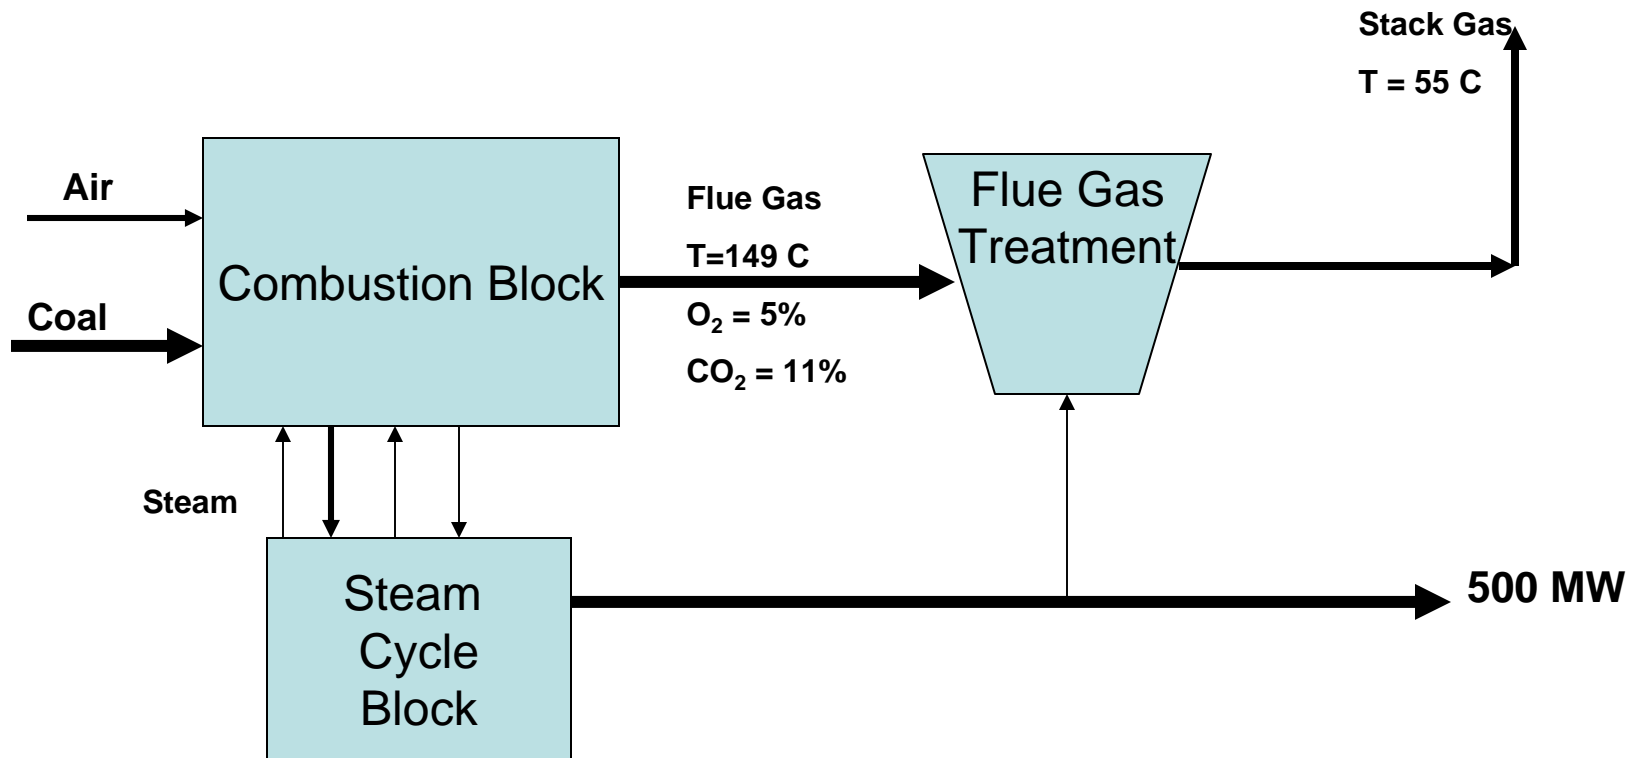 Stack Gas
T = 55 C
Air
Coal
Combustion Block
Flue Gas
T=149 C
O₂ = 5%
CO₂ = 11%
Flue Gas
Treatment
Steam
Steam
Cycle
Block
500 MW